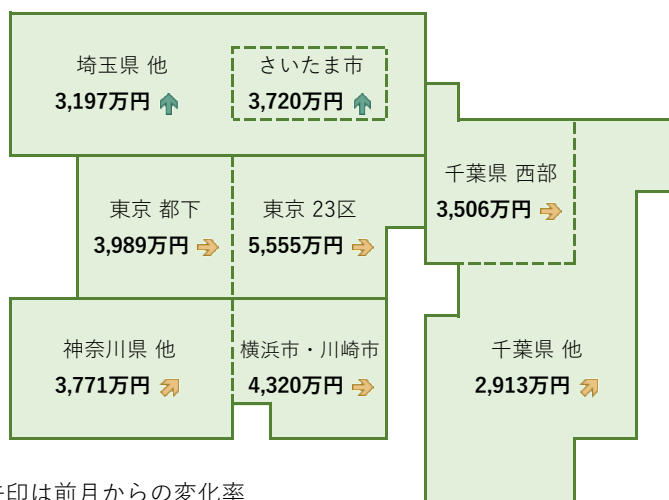 埼玉県 他
3,197万円
さいたま市
3,720万円
千葉県 西部
3,506万円
東京 都下
3,989万円
東京 23区
5,555万円
神奈川県 他
3,771万円
横浜市・川崎市
4,320万円
千葉県 他
2,913万円
印は前月からの変化率